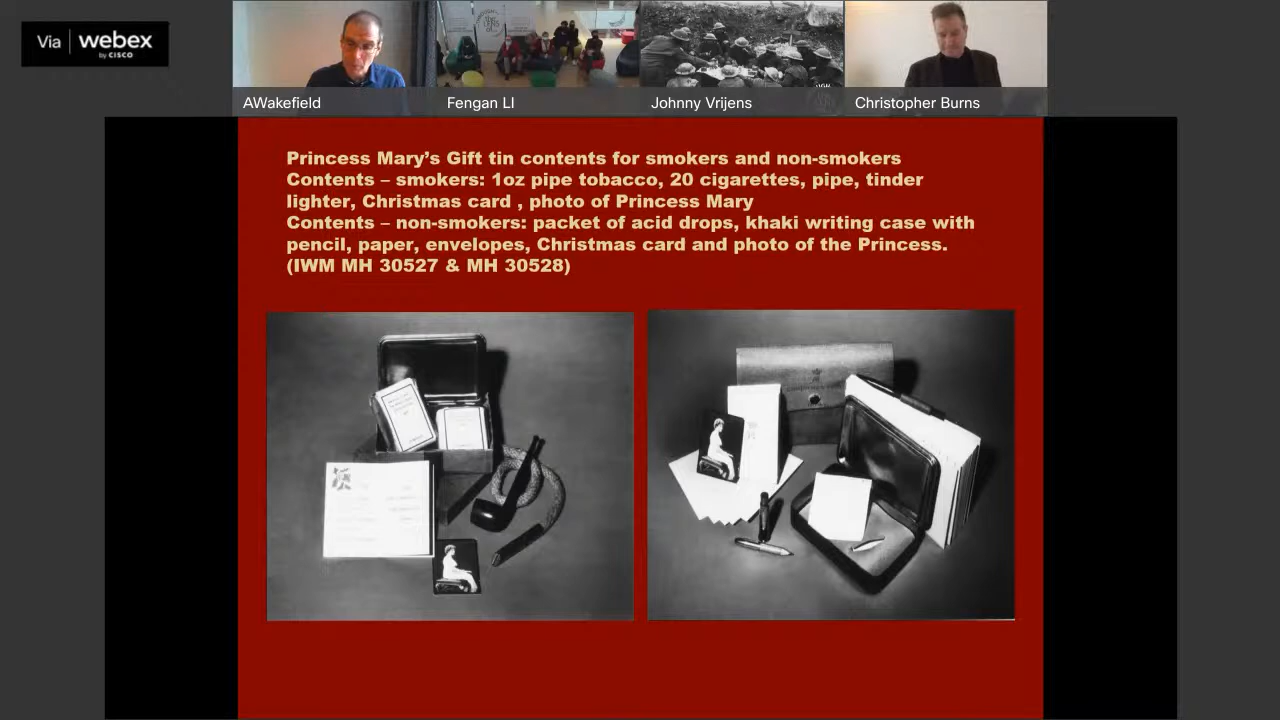 Via webex
by CISCO
AWakefield
Fengan LI
Johnny Vrijens
Christopher Burns
Princess Mary’s Gift tin contents for smokers and non-smokers
Contents – smokers: 1oz pipe tobacco, 20 cigarettes, pipe, tinder
lighter, Christmas card , photo of Princess Mary
Contents – non-smokers: packet of acid drops, khaki writing case with
pencil, paper, envelopes, Christmas card and photo of the Princess.
(IWM MH 30527 & MH 30528)